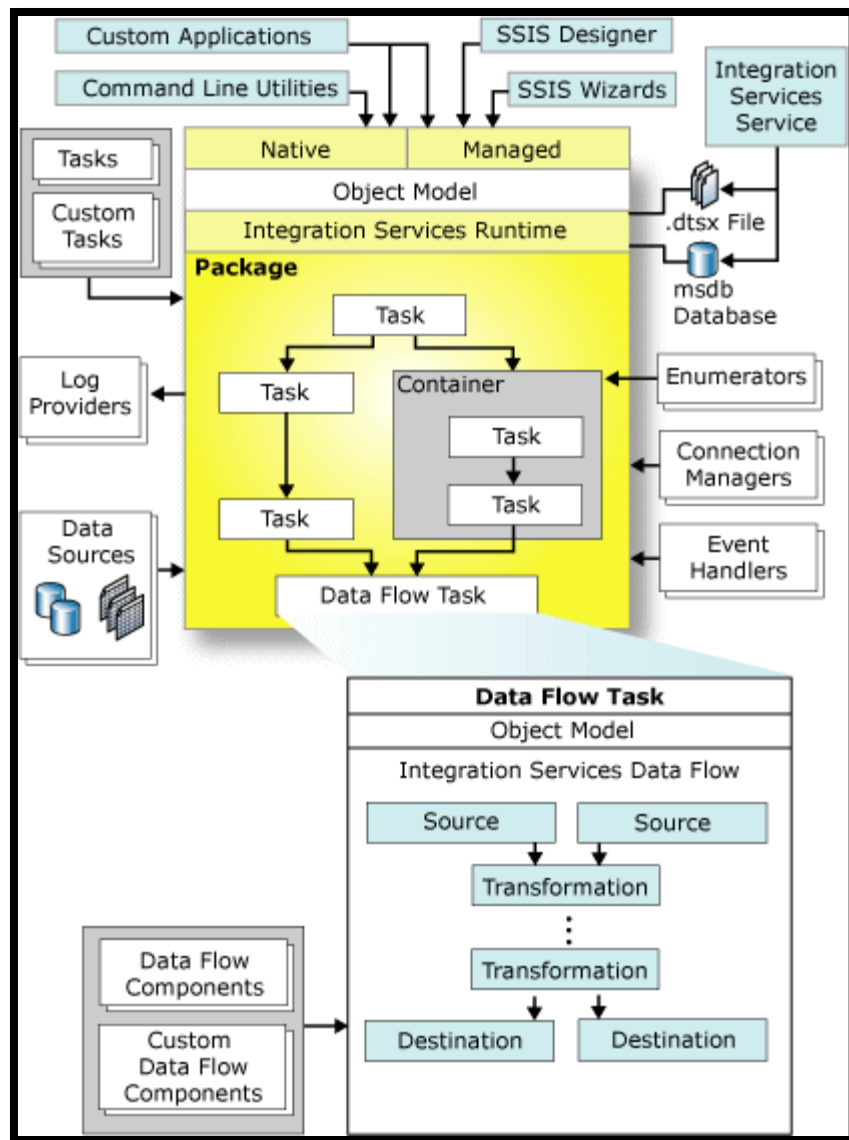 Custom Applications
SSIS Designer
Command Line Utilities
SSIS Wizards
Integration
Services
Service
Tasks
Custom
Tasks
Native
Managed
Object Model
Integration Services Runtime
.dtsx File
msdb
Database
Package
Task
Log
Providers
Task
Container
Task
Task
Task
Enumerators
Connection
Managers
Event
Handlers
Data
Sources
Data Flow Task
Data Flow Task
Object Model
Integration Services Data Flow
Source
Source
Transformation
Transformation
Destination
Destination
Data Flow
Components
Custom
Data Flow
Components